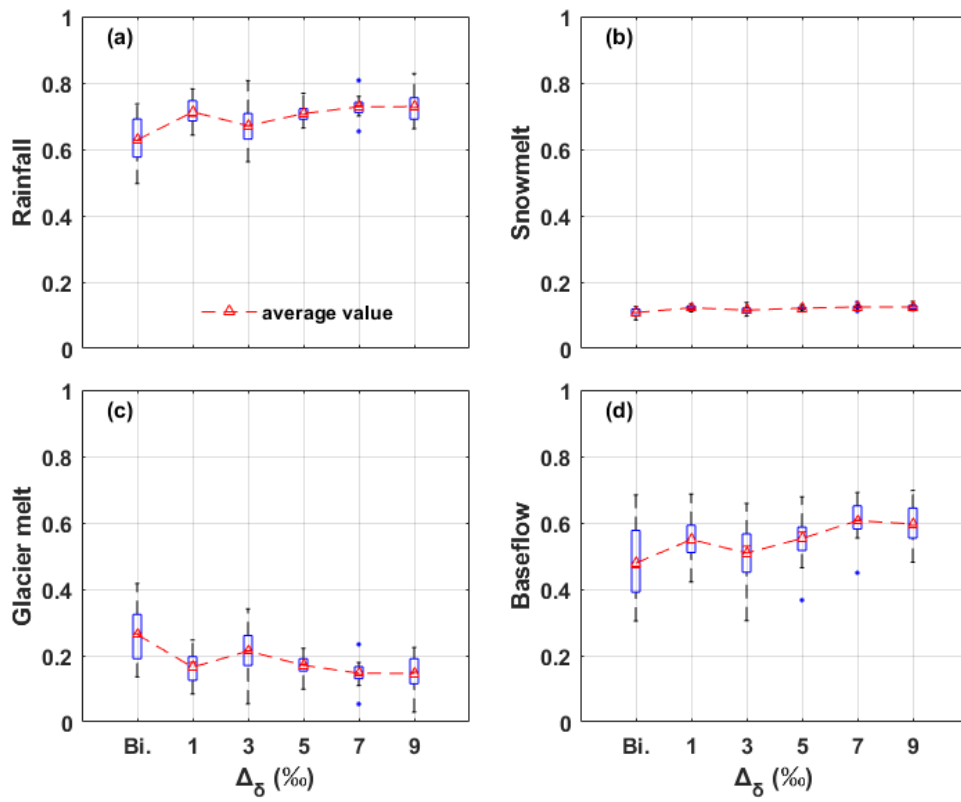 (a)
1
0.8
0.6
0.4
0.2
0
Rainfall
average value
(b)
1
0.8
0.6
0.4
0.2
0
Snowmelt
(c)
1
0.8
0.6
0.4
0.2
0
Glacier melt
Bi. 1 3 5 7 9
Δδ (‰)
(d)
1
0.8
0.6
0.4
0.2
0
Baseflow
Bi. 1 3 5 7 9
Δδ (‰)